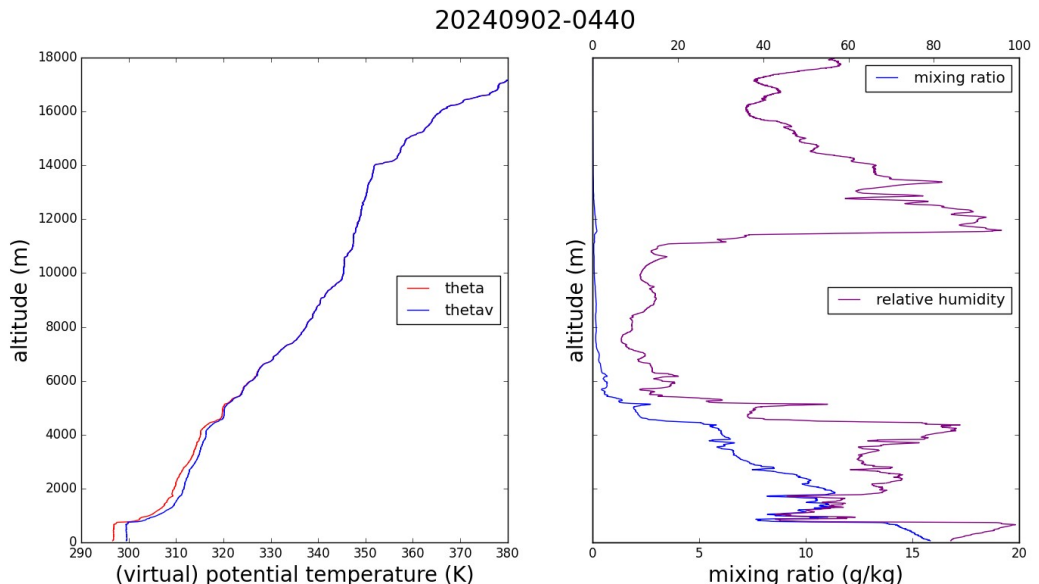 20240902-0440
0 20 40 60 80 100
18000
16000
14000
12000
10000
8000
6000
4000
2000
0
altitude (m)
theta
thetav
290 300 310 320 330 340 350 360 370 380
(virtual) potential temperature (K)
mixing ratio
altitude (m)
relative humidity
0 5 10 15 20
mixing ratio (g/kg)